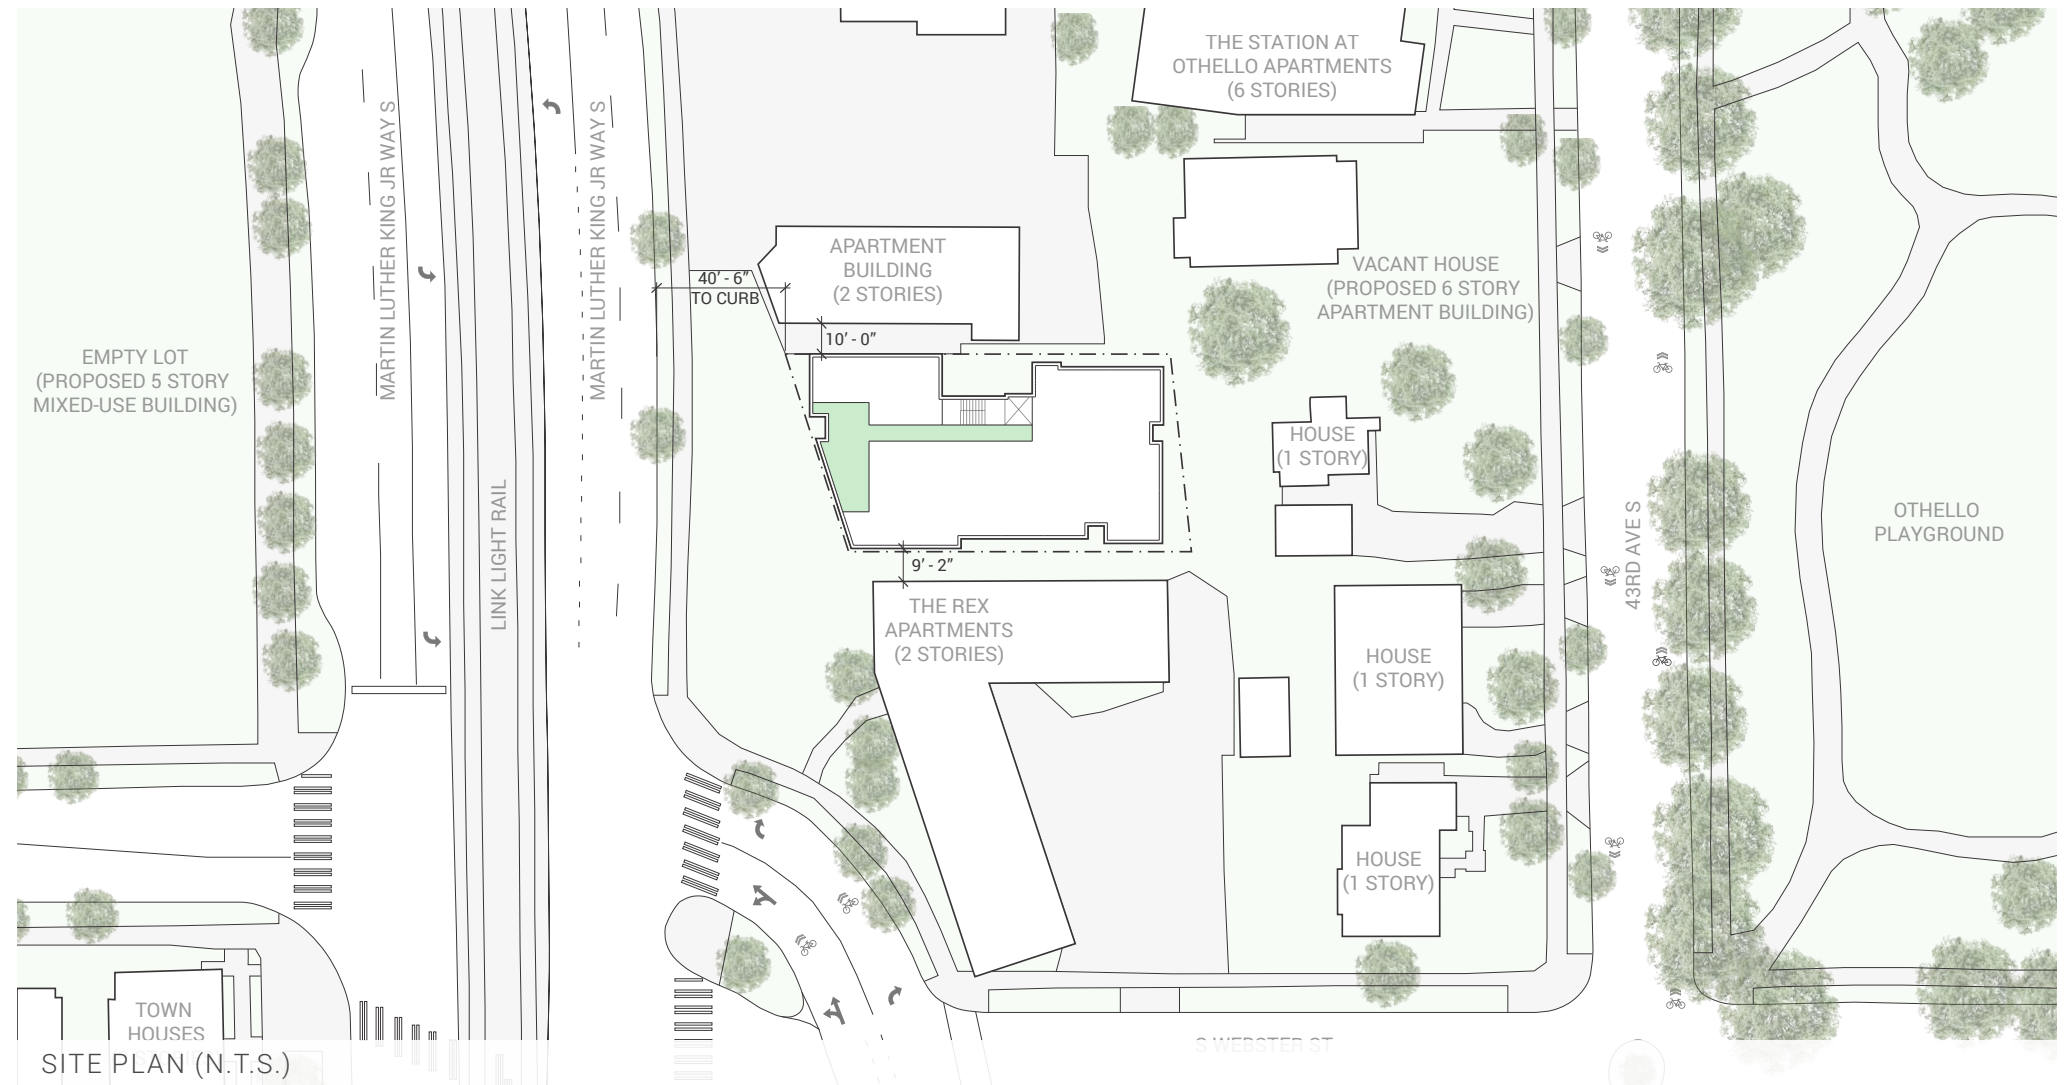 THE STATION AT
OTHELLO APARTMENTS
(6 STORIES)
MARTIN LUTHER KING JR WAY S
MARTIN LUTHER KING JR WAY S
APARTMENT
BUILDING
(2 STORIES)
40' - 6"
TO CURB
10' - 0"
VACANT HOUSE
(PROPOSED 6 STORY
APARTMENT BUILDING)
EMPTY LOT
(PROPOSED 5 STORY
MIXED-USE BUILDING)
HOUSE
(1 STORY)
LINK LIGHT RAIL
43RD AVE S
OTHELLO
PLAYGROUND
9' - 2"
THE REX
APARTMENTS
(2 STORIES)
HOUSE
(1 STORY)
HOUSE
(1 STORY)
TOWN
HOUSES
S WEBSTER ST
SITE PLAN (N.T.S.)